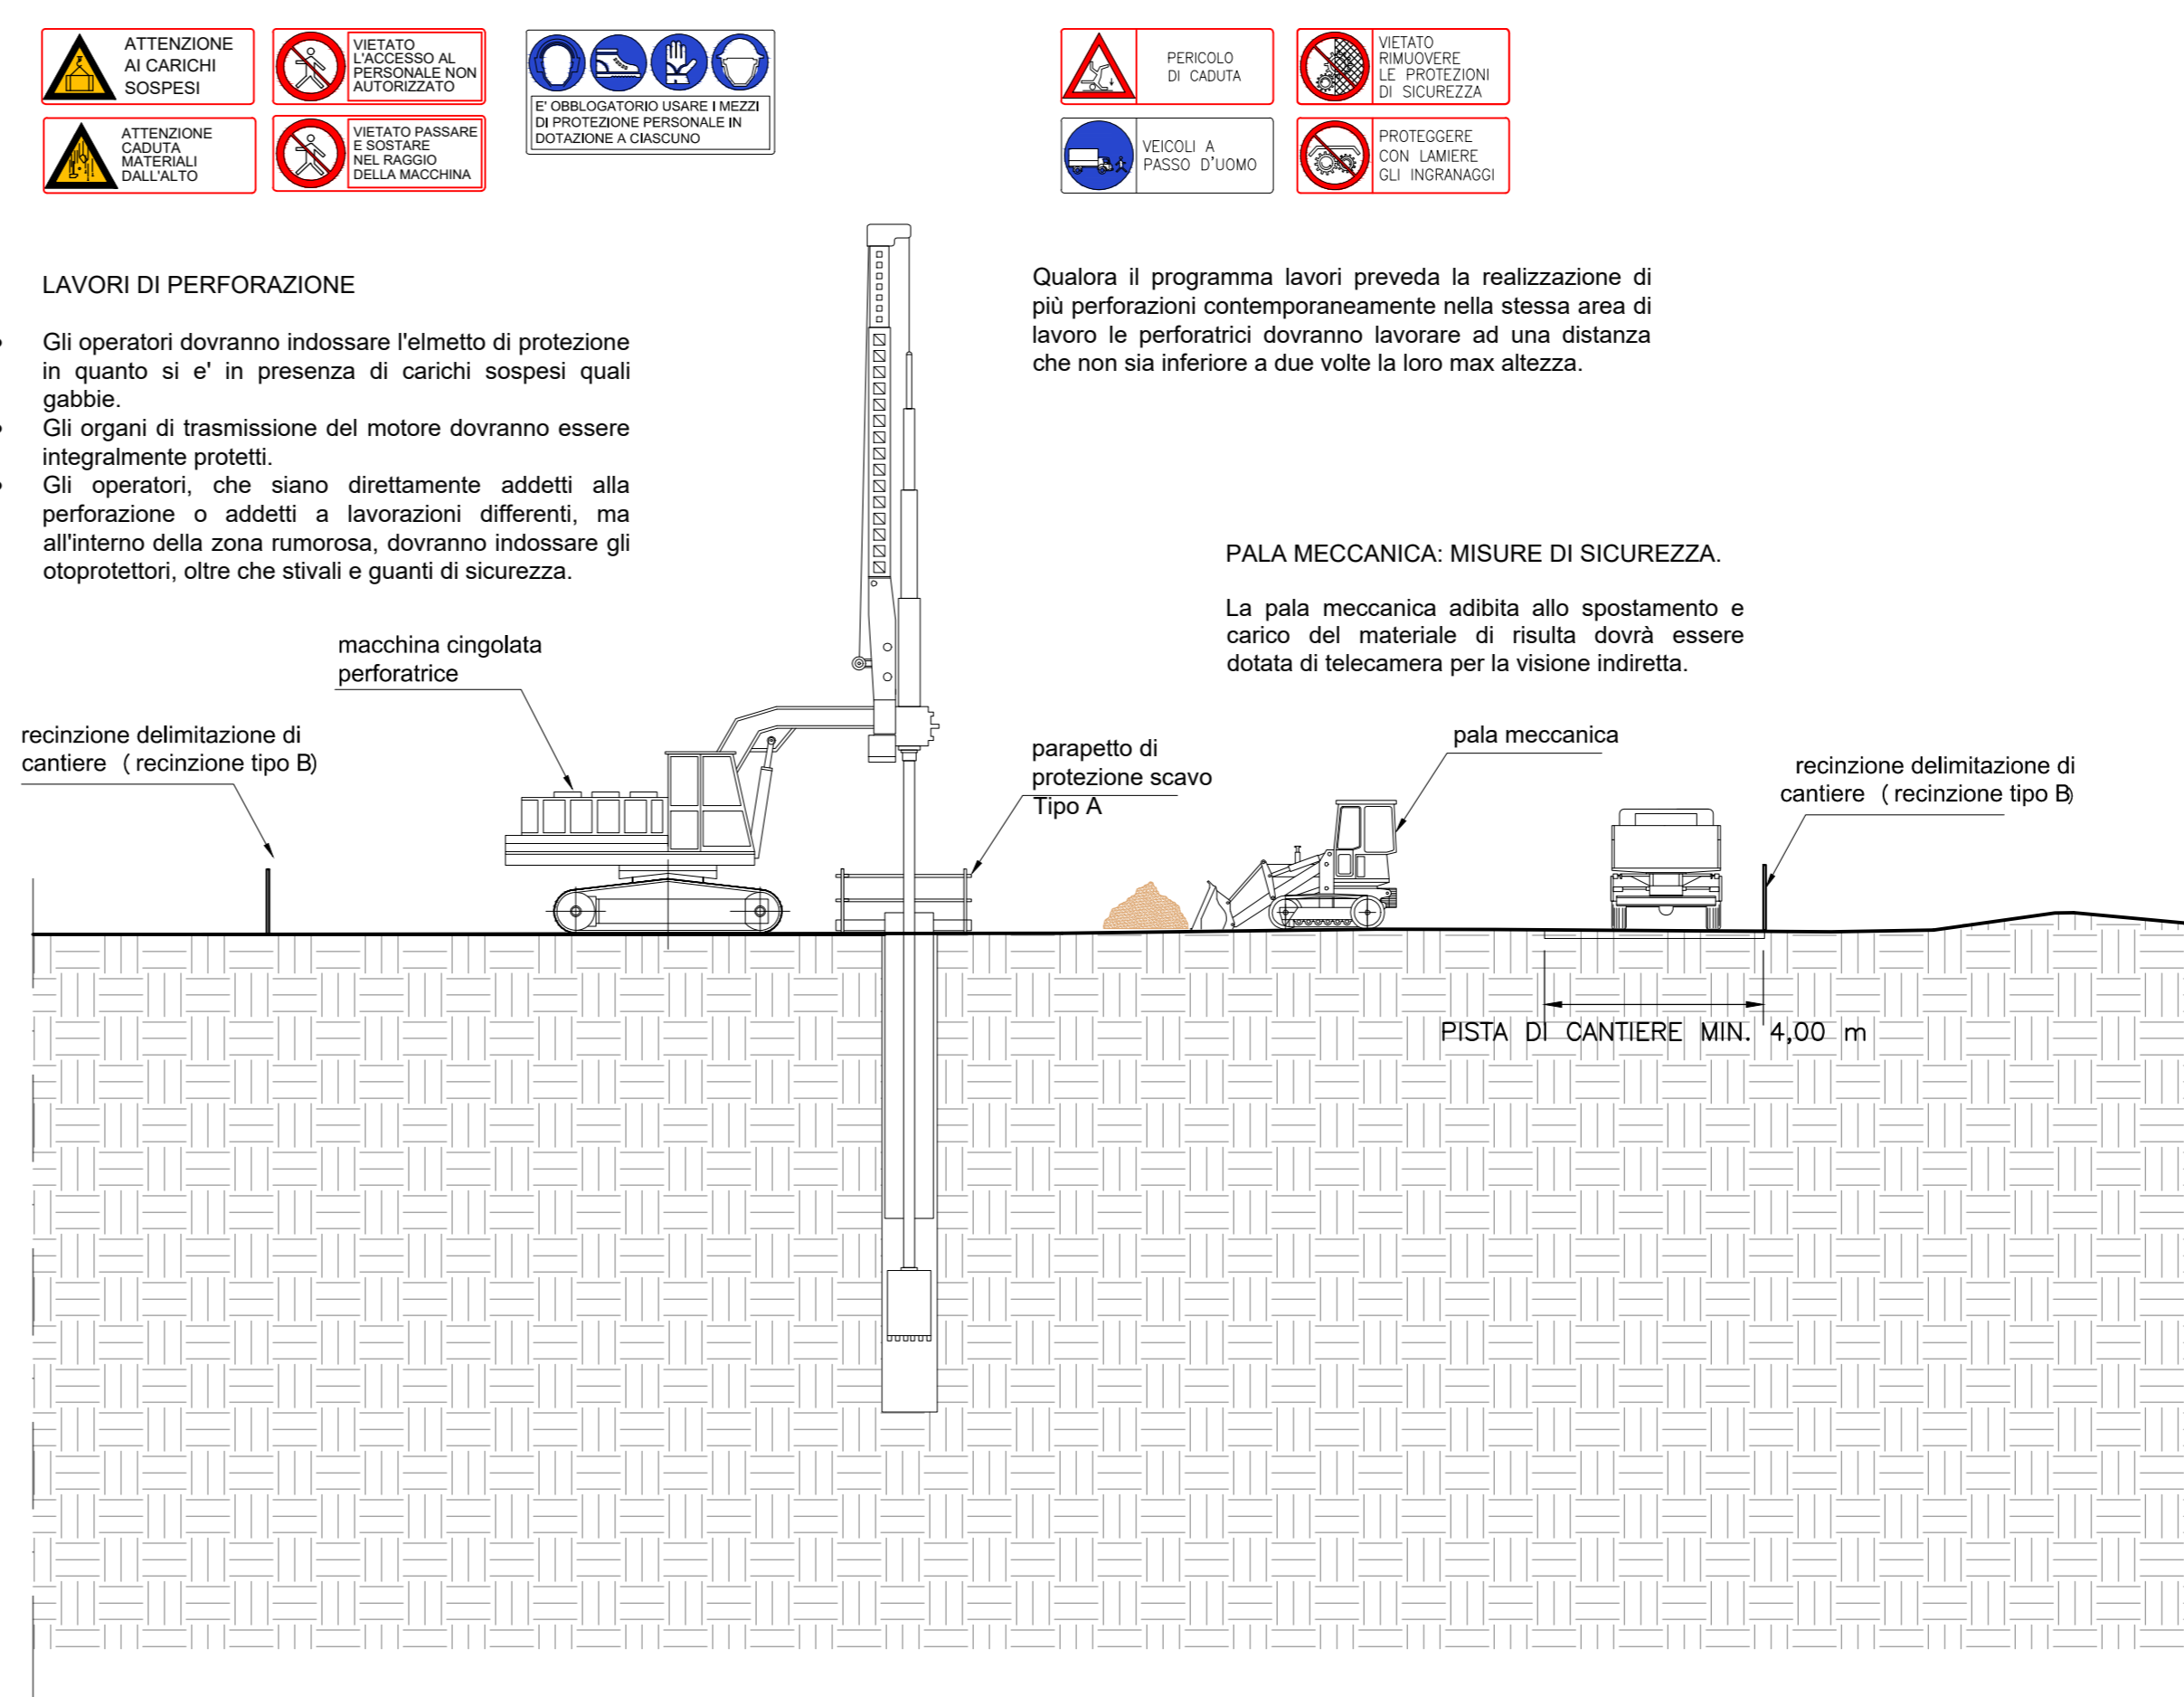 ATTENZIONE
AI CARICHI
SOSPESI
VIETATO
L'ACCESSO AL
PERSONALE NON
AUTORIZZATO
ATTENZIONE
CADUTA
MATERIALI
DALL'ALTO
VIETATO PASSARE
E SOSTARE
NEL RAGGIO
DELLA MACCHINA
E' OBBLOGATORIO USARE I MEZZI
DI PROTEZIONE PERSONALE IN
DOTAZIONE A CIASCUNO
PERICOLO
DI CADUTA
VIETATO
RIMUOVERE
LE PROTEZIONI
DI SICUREZZA
VEICOLI A
PASSO D'UOMO
PROTEGGERE
CON LAMIERE
GLI INGRANAGGI
LAVORI DI PERFORAZIONE
Gli operatori dovranno indossare l'elmetto di protezione
in quanto si e' in presenza di carichi sospesi quali
gabbie.
Gli organi di trasmissione del motore dovranno essere
integralmente protetti.
Gli operatori, che siano direttamente addetti alla
perforazione o addetti a lavorazioni differenti, ma
all'interno della zona rumorosa, dovranno indossare gli
otoprotettori, oltre che stivali e guanti di sicurezza.
Qualora il programma lavori preveda la realizzazione di
più perforazioni contemporaneamente nella stessa area di
lavoro le perforatrici dovranno lavorare ad una distanza
che non sia inferiore a due volte la loro max altezza.
PALA MECCANICA: MISURE DI SICUREZZA.
La pala meccanica adibita allo spostamento e
carico del materiale di risulta dovrà essere
dotata di telecamera per la visione indiretta.
macchina cingolata
perforatrice
recinzione delimitazione di
cantiere ( recinzione tipo B)
parapetto di
protezione scavo
Tipo A
pala meccanica
recinzione delimitazione di
cantiere ( recinzione tipo B)
PISTA DI CANTIERE MIN. 4,00 m